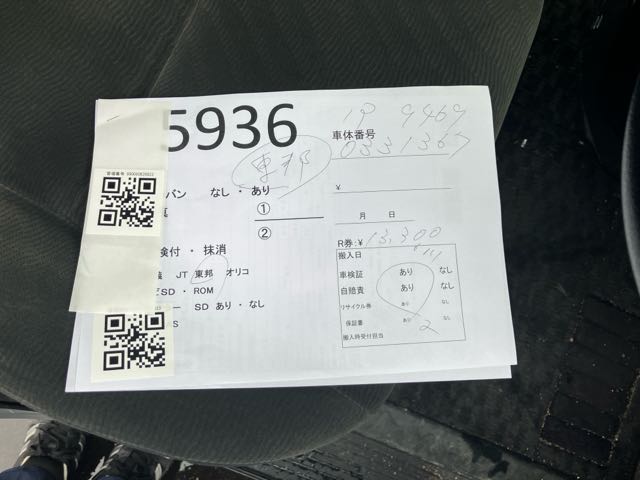 5936
東邦
車体番号
19 9469
0331367
バン なし・あり
¥
①
月 日
②
検付・抹消
R券:¥13,300
JT 東邦 オリコ
SD・ROM
SD あり・なし
S
搬入日
車検証 あり なし
自賠責 あり なし
リサイクル券 あり なし
保証書 あり なし
搬入時受付担当
2